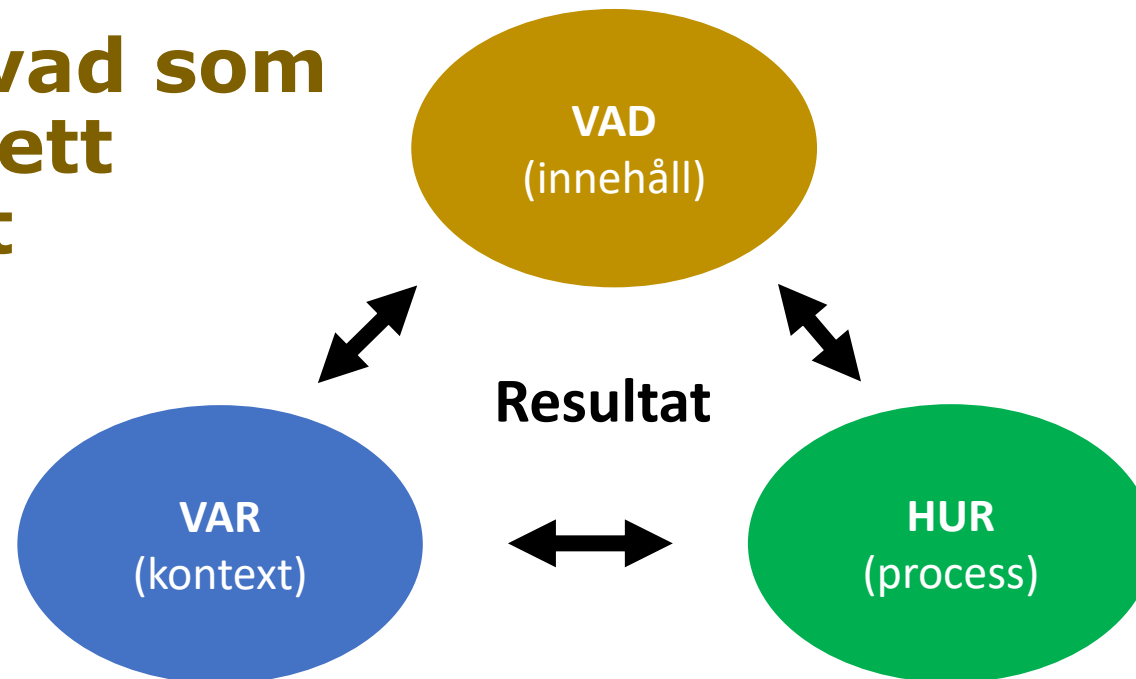 vad som
ett
t
VAD
(innehåll)
Resultat
VAR
(kontext)
HUR
(process)